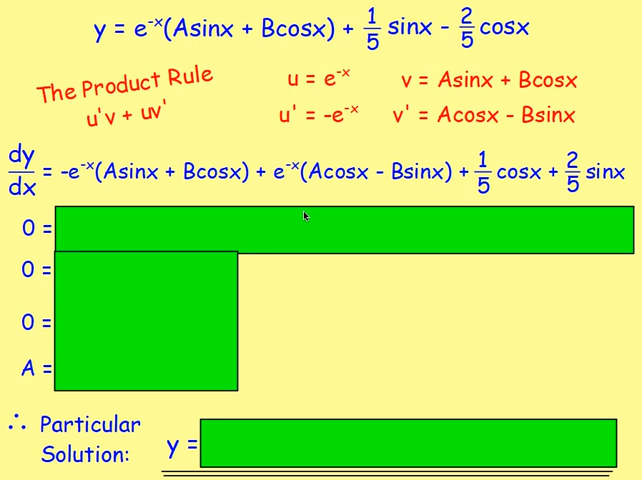 y = e⁻ˣ(Asinx + Bcosx) + 1/5 sinx - 2/5 cosx
The Product Rule
u'v + uv'
u = e⁻ˣ v = Asinx + Bcosx
u' = -e⁻ˣ v' = Acosx - Bsinx
dy/dx = -e⁻ˣ(Asinx + Bcosx) + e⁻ˣ(Acosx - Bsinx) + 1/5 cosx + 2/5 sinx
0 =
0 =
0 =
A =
∴ Particular
Solution: y =